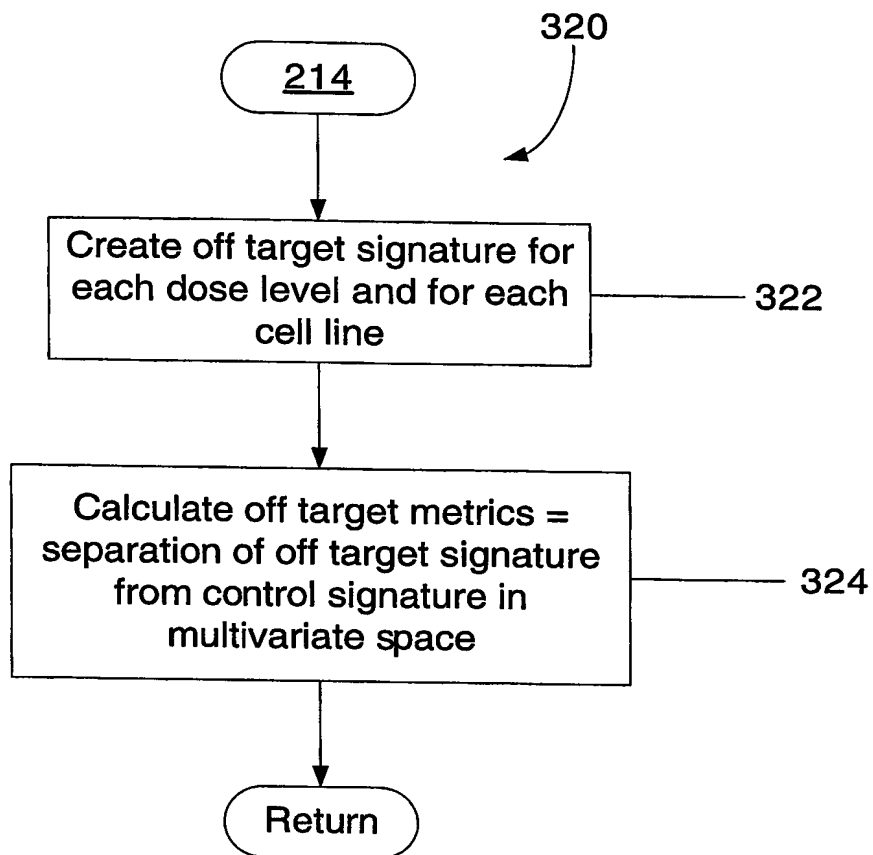 320
214
Create off target signature for
each dose level and for each
cell line
322
Calculate off target metrics =
separation of off target signature
from control signature in
multivariate space
324
Return